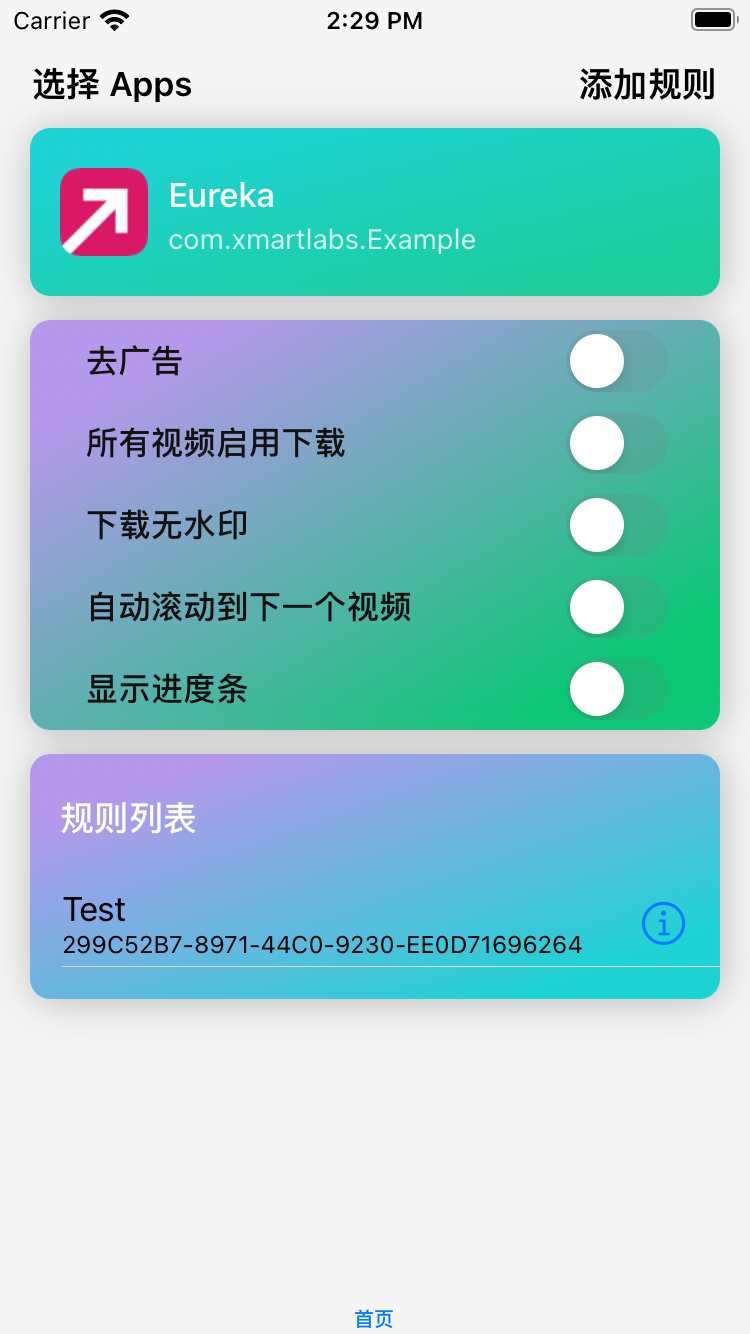 Carrier 2:29 PM
选择 Apps 添加规则
Eureka
com.xmartlabs.Example
去广告
所有视频启用下载
下载无水印
自动滚动到下一个视频
显示进度条
规则列表
Test
299C52B7-8971-44C0-9230-EE0D71696264
首页